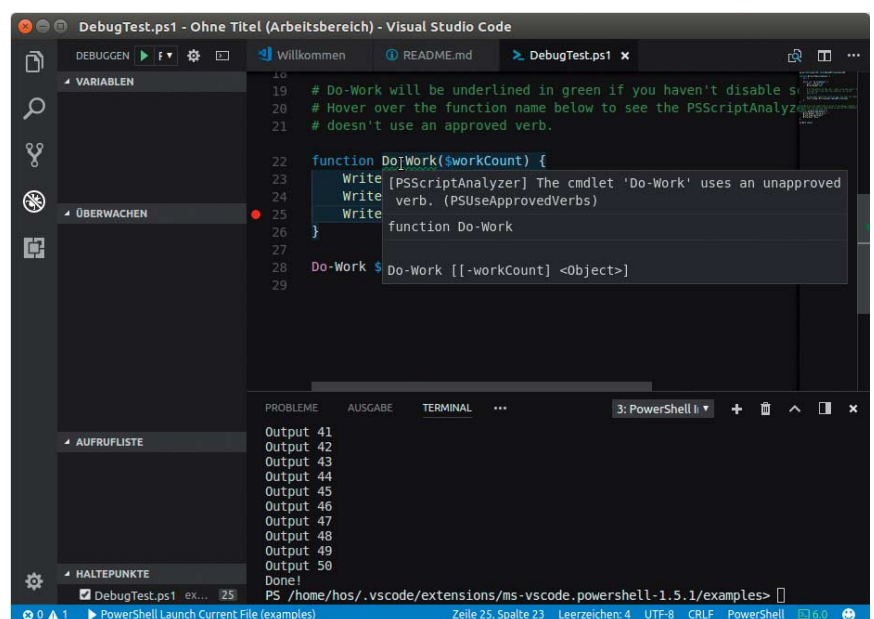 DebugTest.ps1 - Ohne Titel (Arbeitsbereich) - Visual Studio Code
DEBUGGEN
Willkommen
README.md
DebugTest.ps1
VARIABLEN
ÜBERWACHEN
AUFRUFLISTE
HALTEPUNKTE
DebugTest.ps1 ex... 25
18
19 # Do-Work will be underlined in green if you haven't disable s
20 # Hover over the function name below to see the PSScriptAnalyze
21 # doesn't use an approved verb.
22 function Do-Work($workCount) {
23 Write
24 Write
25 Write
26 }
27
28 Do-Work $
29
[PSScriptAnalyzer] The cmdlet 'Do-Work' uses an unapproved
verb. (PSUseApprovedVerbs)
function Do-Work
Do-Work [[-workCount] <Object>]
PROBLEME AUSGABE TERMINAL ••• 3: PowerShell
Output 41
Output 42
Output 43
Output 44
Output 45
Output 46
Output 47
Output 48
Output 49
Output 50
Done!
PS /home/hos/.vscode/extensions/ms-vscode.powershell-1.5.1/examples>
0 1 PowerShell Launch Current File (examples) Zeile 25, Spalte 23 Leerzeichen: 4 UTF-8 CRLF PowerShell 6.0